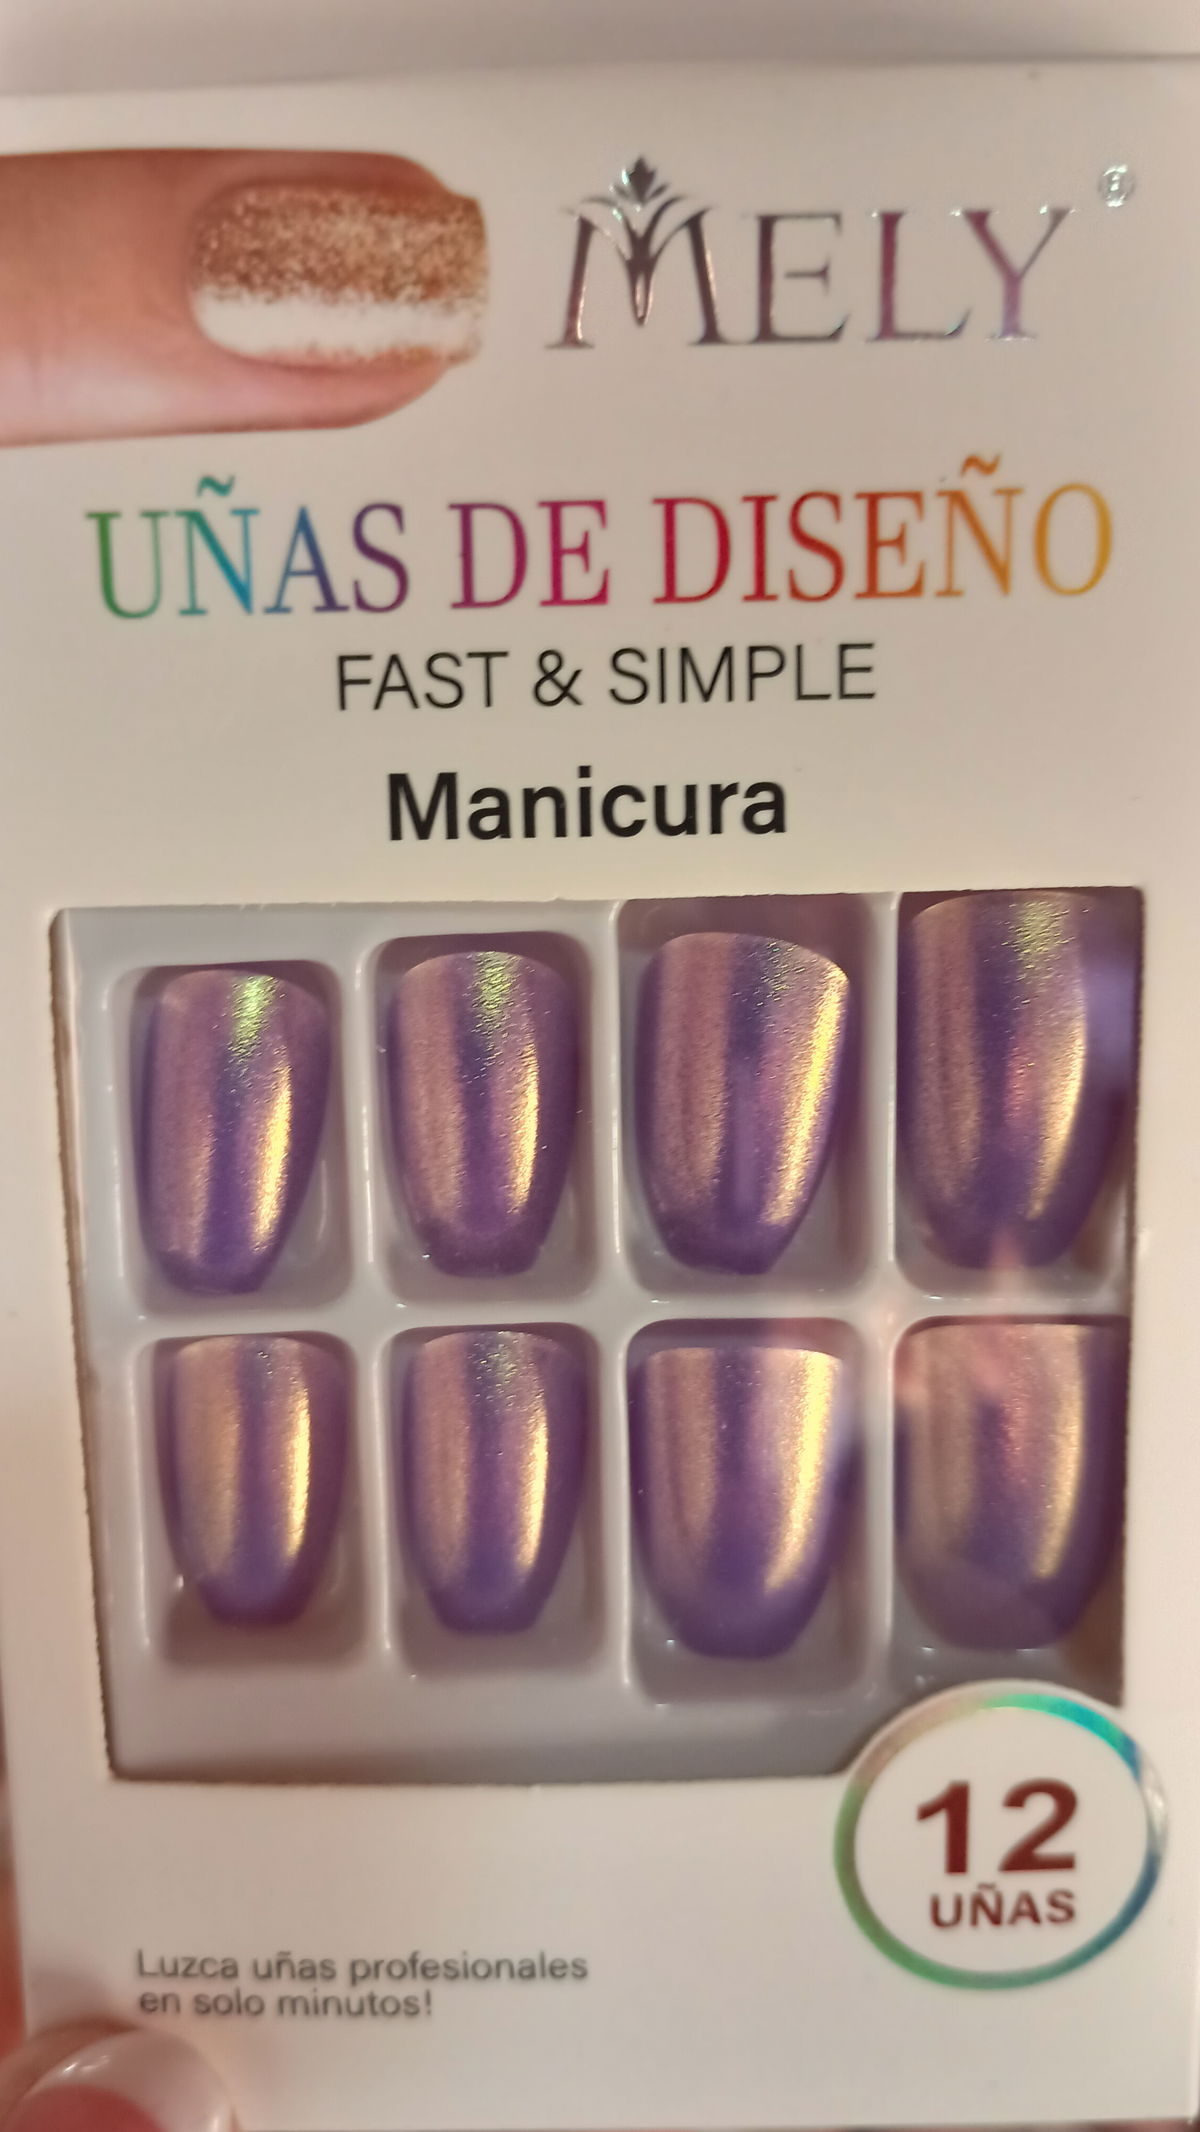 MELY®
UÑAS DE DISEÑO
FAST & SIMPLE
Manicura
12
UÑAS
Luzca uñas profesionales
en solo minutos!